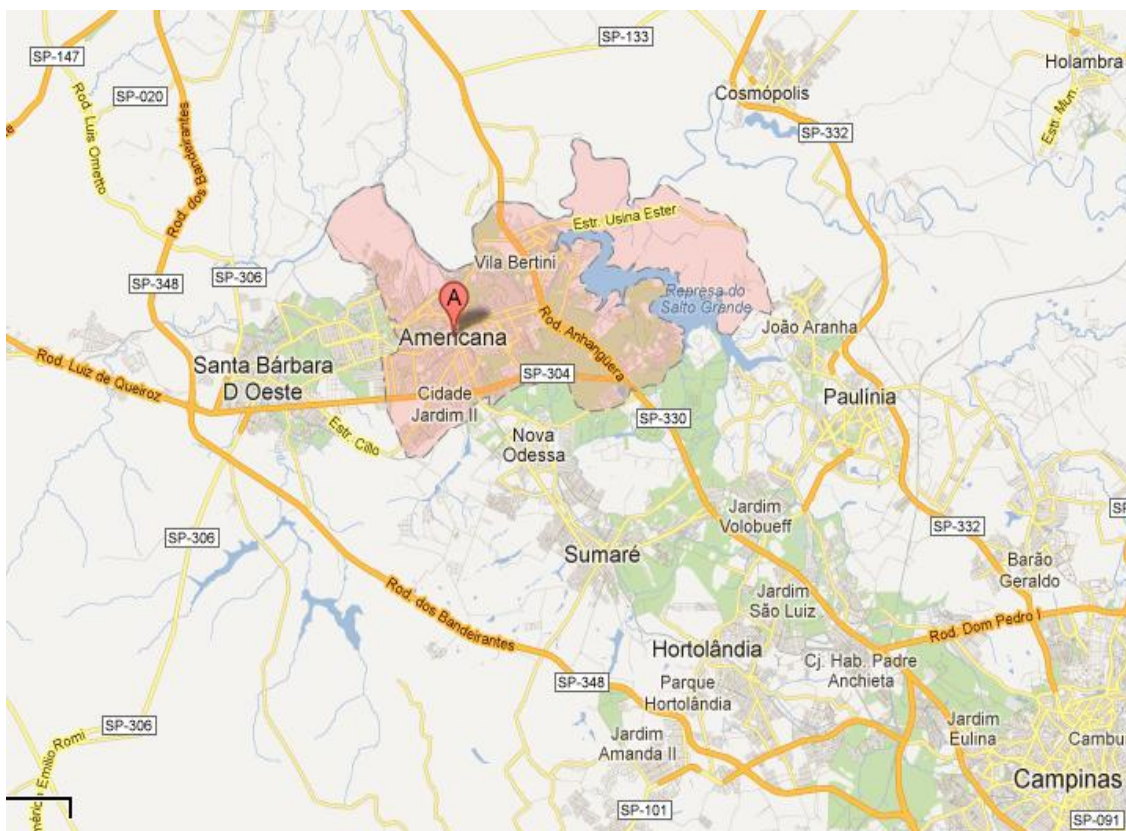 SP-133
SP-147
Holambra
SP-020
Cosmópolis
Rod. Luis Ometto
Rod. dos Bandeirantes
Estr. Mun.
SP-332
Estr. Usina Ester
Vila Bertini
SP-348
SP-306
Represa do
Salto Grande
A
João Aranha
Americana
Rod. Anhangüera
Rod. Luiz de Queiroz
Santa Bárbara
D Oeste
SP-304
Cidade
Jardim II
Paulínia
SP-330
Estr. Cillo
Nova
Odessa
Jardim
Volobueff
SP-306
SP-332
Sumaré
Barão
Geraldo
Rod. dos Bandeirantes
Jardim
São Luiz
Rod. Dom Pedro I
Hortolândia
Cj. Hab. Padre
Anchieta
SP-348
Parque
Hortolândia
SP-306
Jardim
Amanda II
Jardim
Eulina
Cambu
Emílio Romi
Campinas
SP-101
SP-091